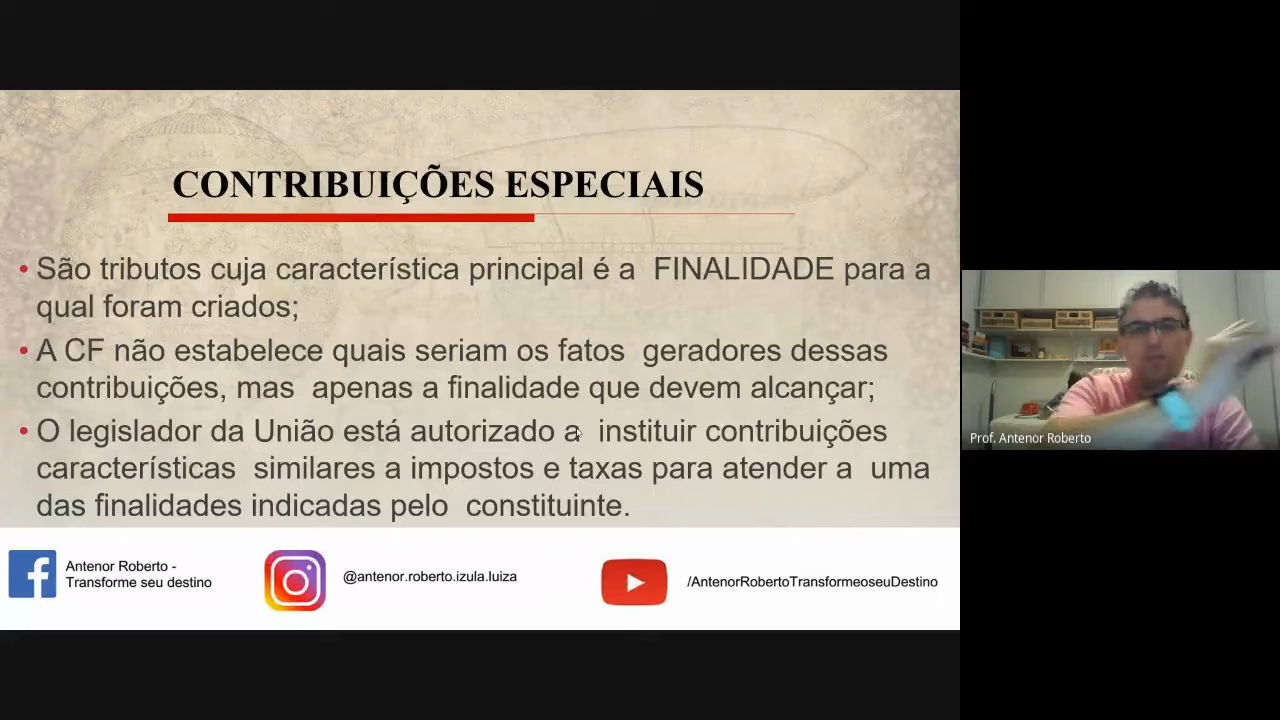 CONTRIBUIÇÕES ESPECIAIS
• São tributos cuja característica principal é a FINALIDADE para a
qual foram criados;
• A CF não estabelece quais seriam os fatos geradores dessas
contribuições, mas apenas a finalidade que devem alcançar;
• O legislador da União está autorizado a instituir contribuições
características similares a impostos e taxas para atender a uma
das finalidades indicadas pelo constituinte.
Antenor Roberto -
Transforme seu destino
@antenor.roberto.izula.luiza
/AntenorRobertoTransformeoseuDestino
Prof. Antenor Roberto